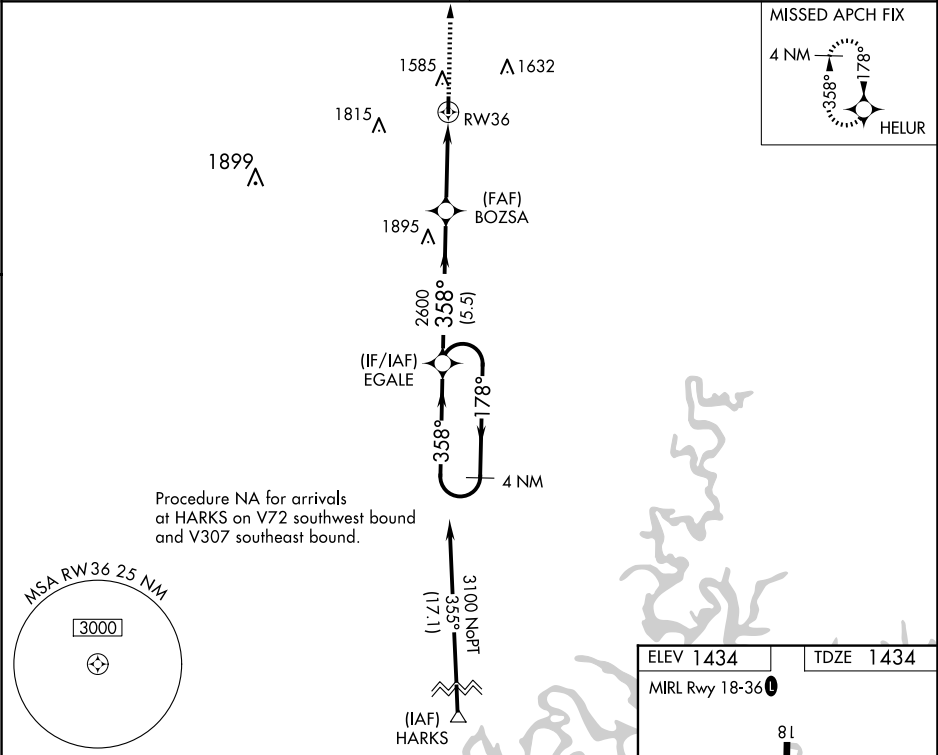 MISSED APCH FIX
4 NM
358°
178°
HELUR
1585
1632
1815
RW36
1899
(FAF)
BOZSA
1895
2600
358°
(5.5)
(IF/IAF)
EGALE
178°
358°
4 NM
Procedure NA for arrivals
at HARKS on V72 southwest bound
and V307 southeast bound.
3100 NoPT
355°
(17.1)
MSA RW36 25 NM
3000
(IAF)
HARKS
ELEV 1434
TDZE 1434
MIRL Rwy 18-36 L
18